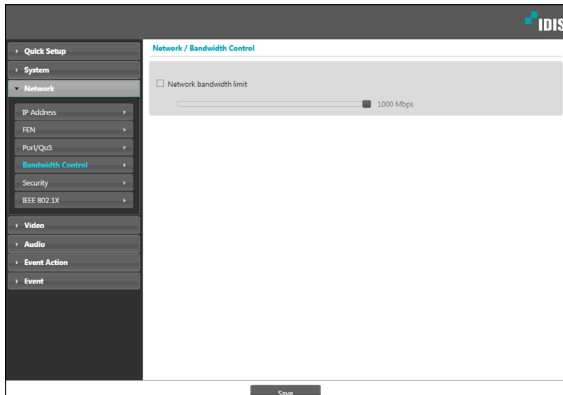 IDIS
Quick Setup
System
Network
IP Address
FEN
Port/QoS
Bandwidth Control
Security
IEEE 802.1X
Video
Audio
Event Action
Event
Network / Bandwidth Control
Network bandwidth limit
1000 Mbps
Save